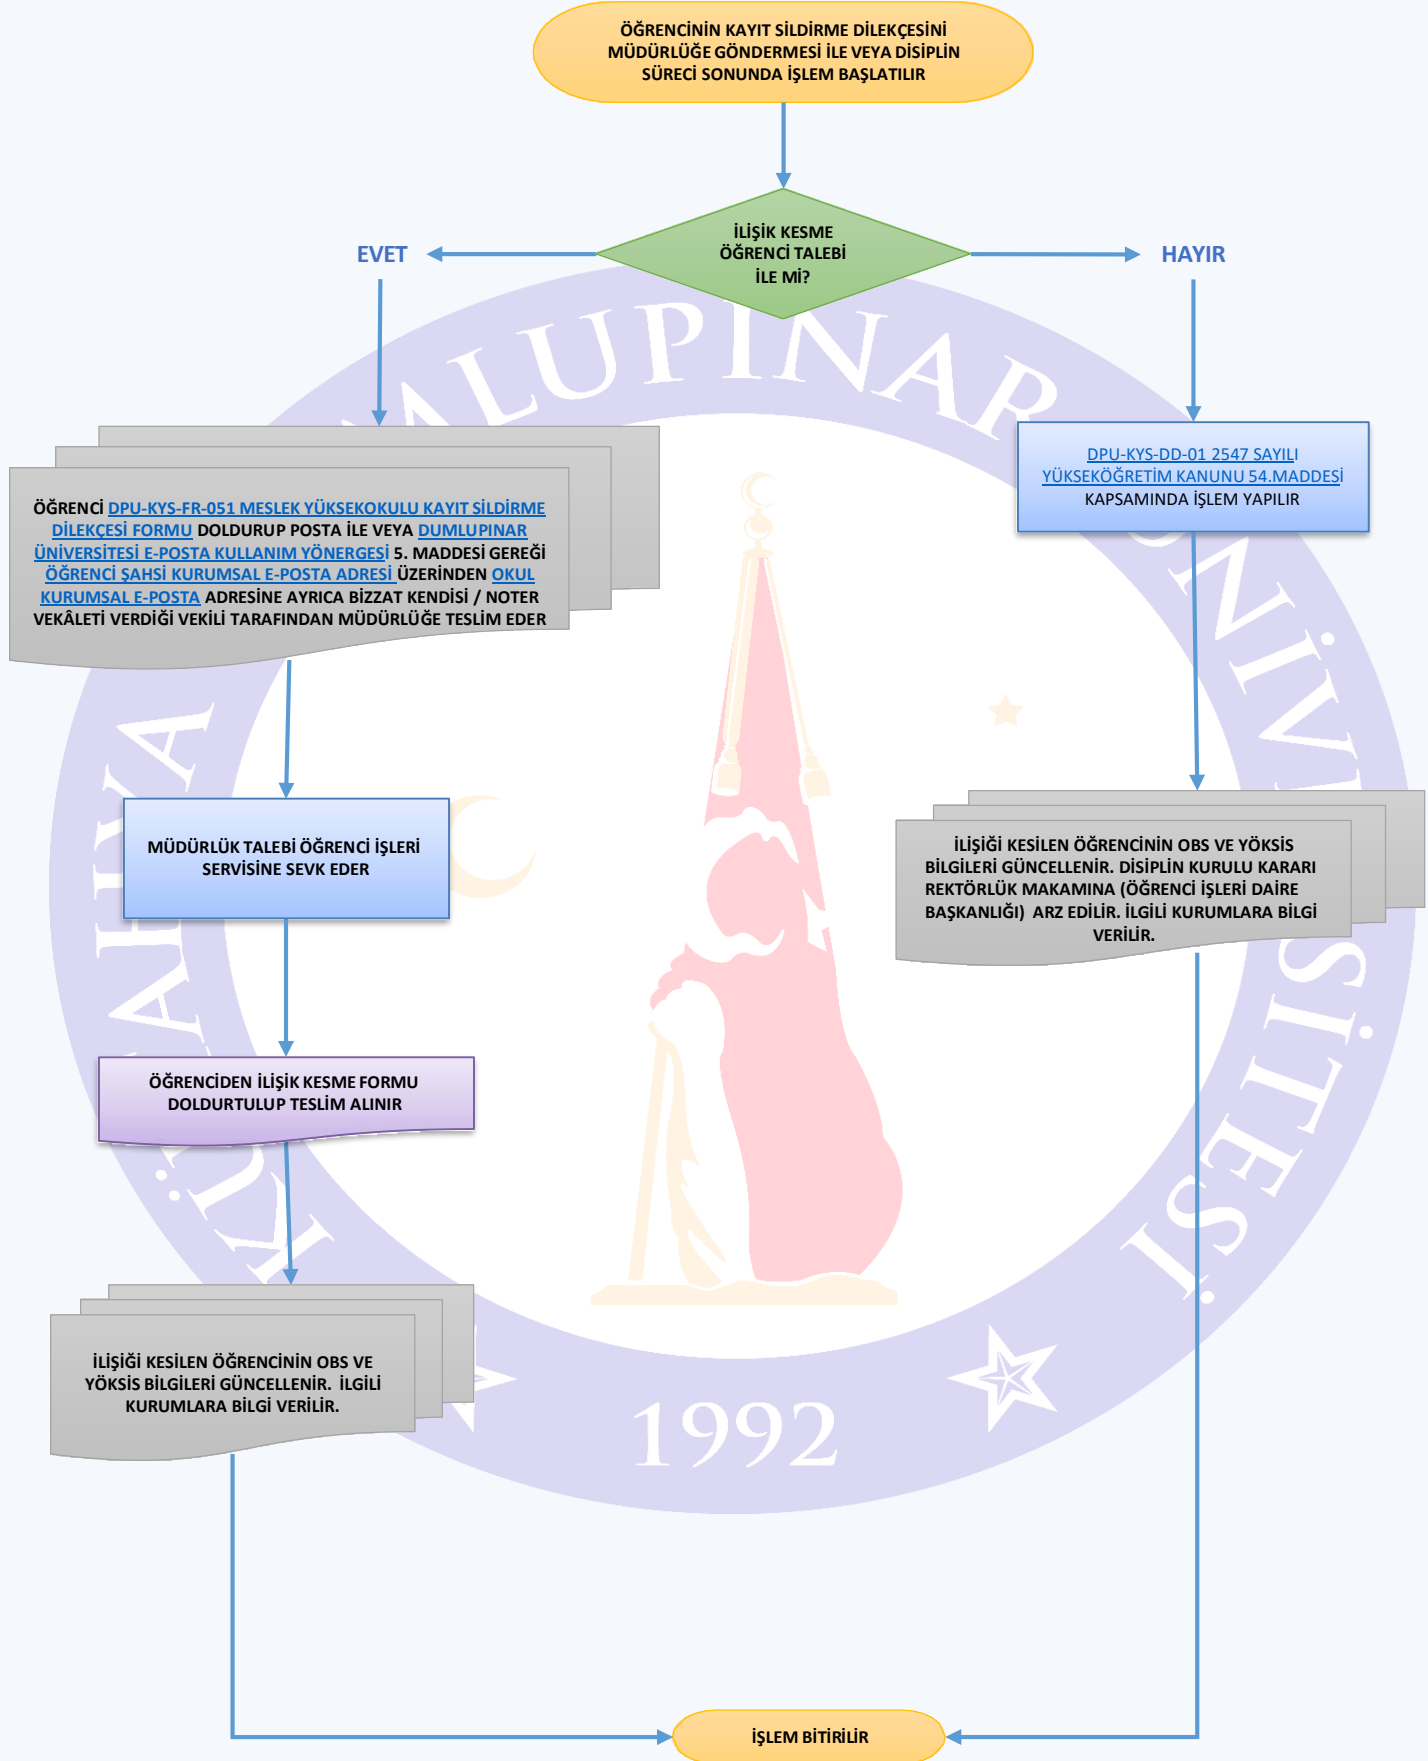 ÖĞRENCİNİN KAYIT SİLDİRME DİLEKÇESİNİ
MÜDÜRLÜĞE GÖNDERMESİ İLE VEYA DİSİPLİN
SÜRECİ SONUNDA İŞLEM BAŞLATILIR
İLİŞİK KESME
ÖĞRENCİ TALEBİ
İLE Mİ?
EVET
HAYIR
ÖĞRENCİ DPU-KYS-FR-051 MESLEK YÜKSEKOKULU KAYIT SİLDİRME
DİLEKÇESİ FORMU DOLDURUP POSTA İLE VEYA DUMLUPINAR
ÜNİVERSİTESİ E-POSTA KULLANIM YÖNERGESİ 5. MADDESİ GEREĞİ
ÖĞRENCİ ŞAHSİ KURUMSAL E-POSTA ADRESİ ÜZERİNDEN OKUL
KURUMSAL E-POSTA ADRESİNE AYRICA BİZZAT KENDİSİ / NOTER
VEKÂLETİ VERDİĞİ VEKİLİ TARAFINDAN MÜDÜRLÜĞE TESLİM EDER
DPU-KYS-DD-01 2547 SAYILI
YÜKSEKÖĞRETİM KANUNU 54.MADDESİ
KAPSAMINDA İŞLEM YAPILIR
MÜDÜRLÜK TALEBİ ÖĞRENCİ İŞLERİ
SERVİSİNE SEVK EDER
İLİŞİĞİ KESİLEN ÖĞRENCİNİN OBS VE YÖKSİS
BİLGİLERİ GÜNCELLENİR. DISİPLİN KURULU KARARI
REKTÖRLÜK MAKAMINA (ÖĞRENCİ İŞLERİ DAİRE
BAŞKANLIĞI) ARZ EDİLİR. İLGİLİ KURUMLARA BİLGİ
VERİLİR.
ÖĞRENCİDEN İLİŞİK KESME FORMU
DOLDURTULUP TESLİM ALINIR
İLİŞİĞİ KESİLEN ÖĞRENCİNİN OBS VE
YÖKSİS BİLGİLERİ GÜNCELLENİR. İLGİLİ
KURUMLARA BİLGİ VERİLİR.
1992
İŞLEM BİTİRİLİR